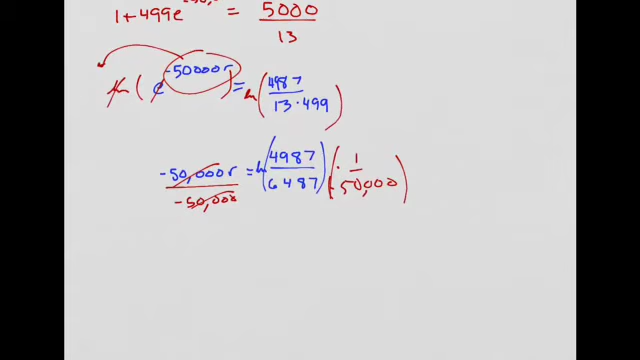 1 + 499e = 5000/13
ln( e^-50000r ) = ln( 4987/13·499 )
-50,000r/-50,000 = ln( 4987/6487 ) ( · 1/-50,000 )